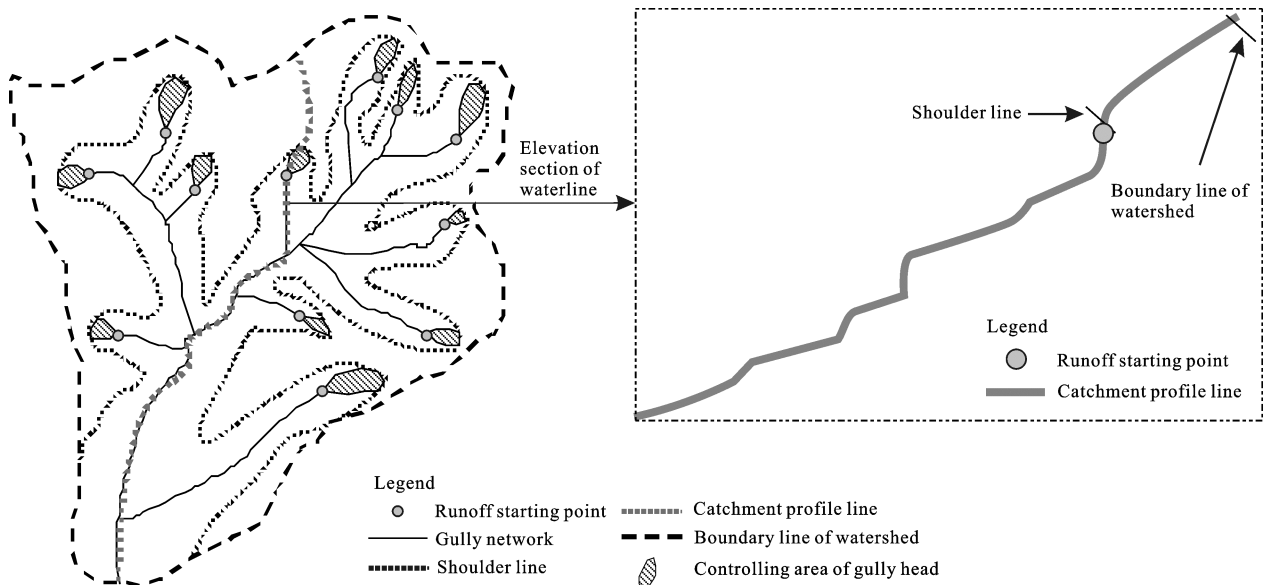 Elevation
section of
waterline
Shoulder line
Boundary line of
watershed
Legend
Runoff starting point
Catchment profile line
Legend
Runoff starting point
Gully network
Shoulder line
Catchment profile line
Boundary line of watershed
Controlling area of gully head